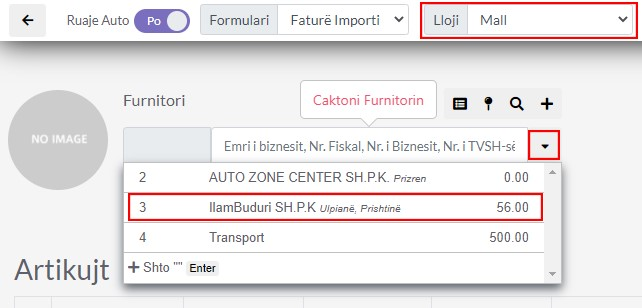 Ruaje Auto Po Formulari Faturë Importi Lloji Mall
Furnitori
Caktoni Furnitorin
NO IMAGE
Emri i biznesit, Nr. Fiskal, Nr. i Biznesit, Nr. i TVSH-së
2 AUTO ZONE CENTER SH.P.K. Prizren 0.00
3 IlamBuduri SH.P.K Ulpianë, Prishtinë 56.00
4 Transport 500.00
+ Shto "" Enter
Artikujt